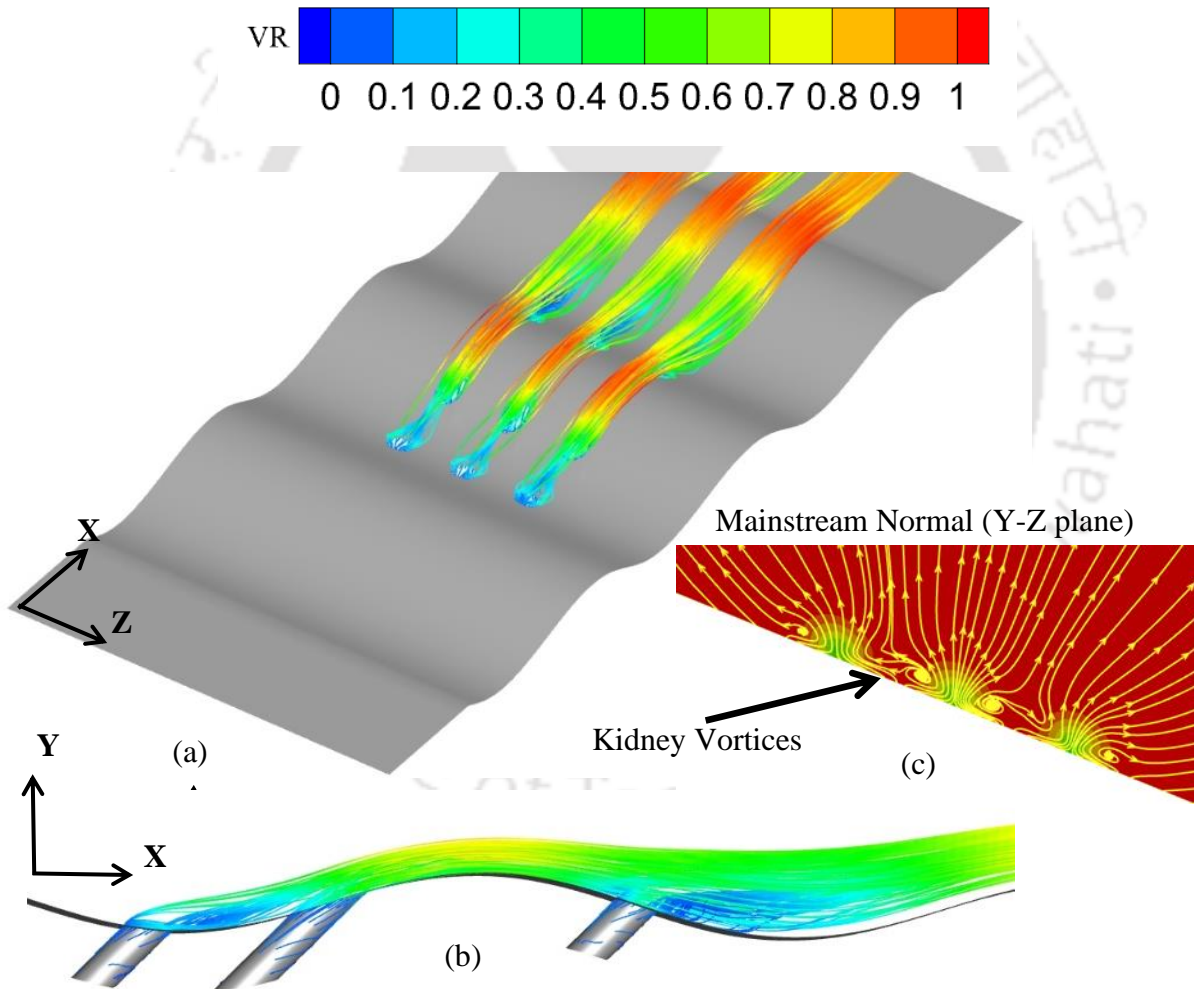 VR
0 0.1 0.2 0.3 0.4 0.5 0.6 0.7 0.8 0.9 1
X
Z
(a)
Mainstream Normal (Y-Z plane)
Kidney Vortices
(c)
Y
X
(b)